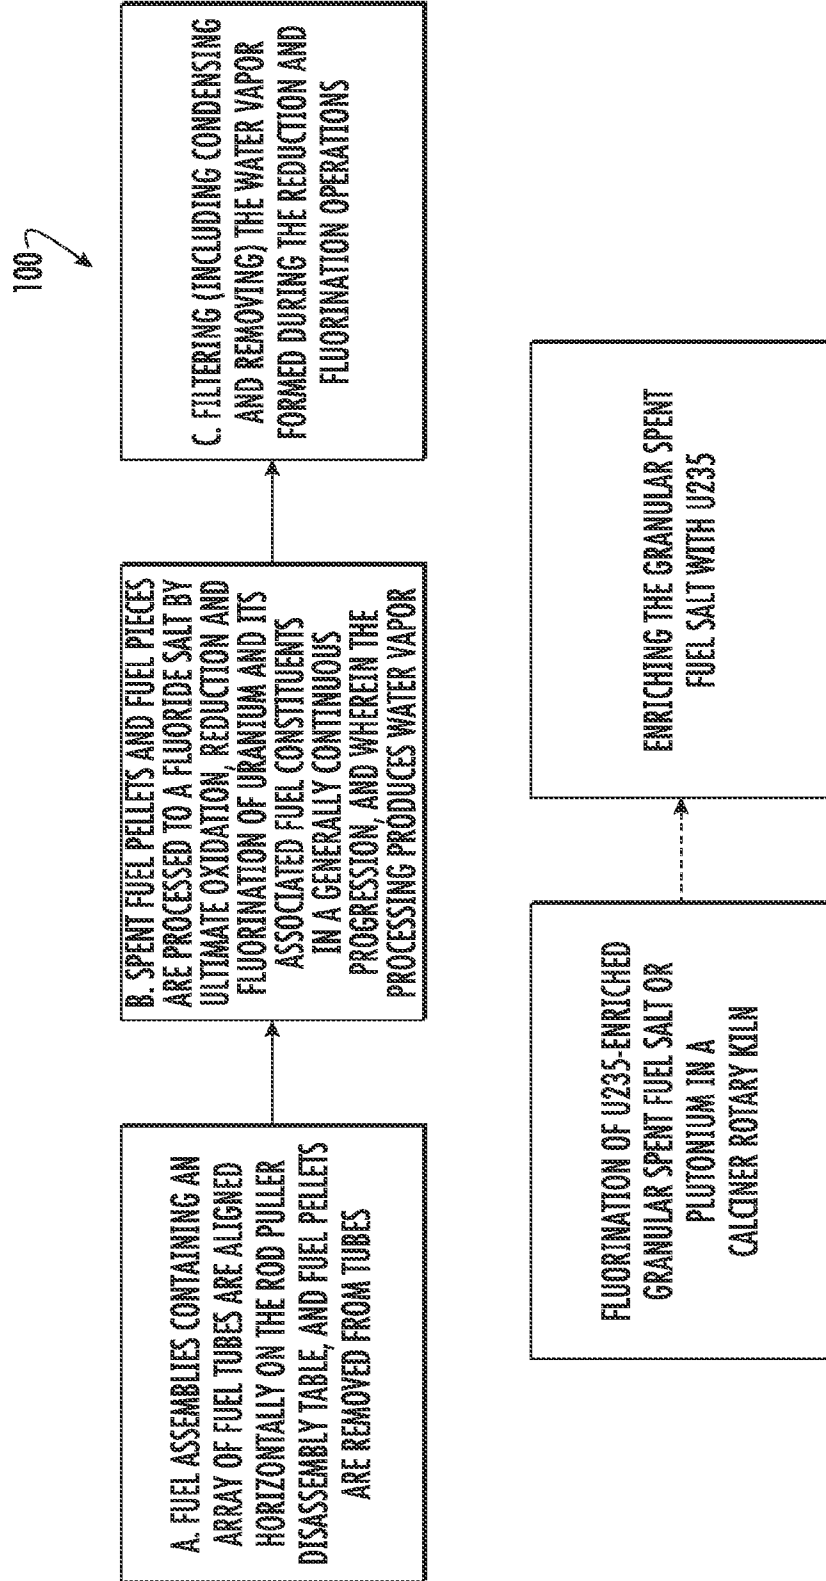 100
A. FUEL ASSEMBLIES CONTAINING AN
ARRAY OF FUEL TUBES ARE ALIGNED
HORIZONTALLY ON THE ROD PULLER
DISASSEMBLY TABLE, AND FUEL PELLETS
ARE REMOVED FROM TUBES
B. SPENT FUEL PELLETS AND FUEL PIECES
ARE PROCESSED TO A FLUORIDE SALT BY
ULTIMATE OXIDATION, REDUCTION AND
FLUORINATION OF URANIUM AND ITS
ASSOCIATED FUEL CONSTITUENTS
IN A GENERALLY CONTINUOUS
PROGRESSION, AND WHEREIN THE
PROCESSING PRODUCES WATER VAPOR
C. FILTERING (INCLUDING CONDENSING
AND REMOVING) THE WATER VAPOR
FORMED DURING THE REDUCTION AND
FLUORINATION OPERATIONS
FLUORINATION OF U235-ENRICHED
GRANULAR SPENT FUEL SALT OR
PLUTONIUM IN A
CALCINER ROTARY KILN
ENRICHING THE GRANULAR SPENT
FUEL SALT WITH U235